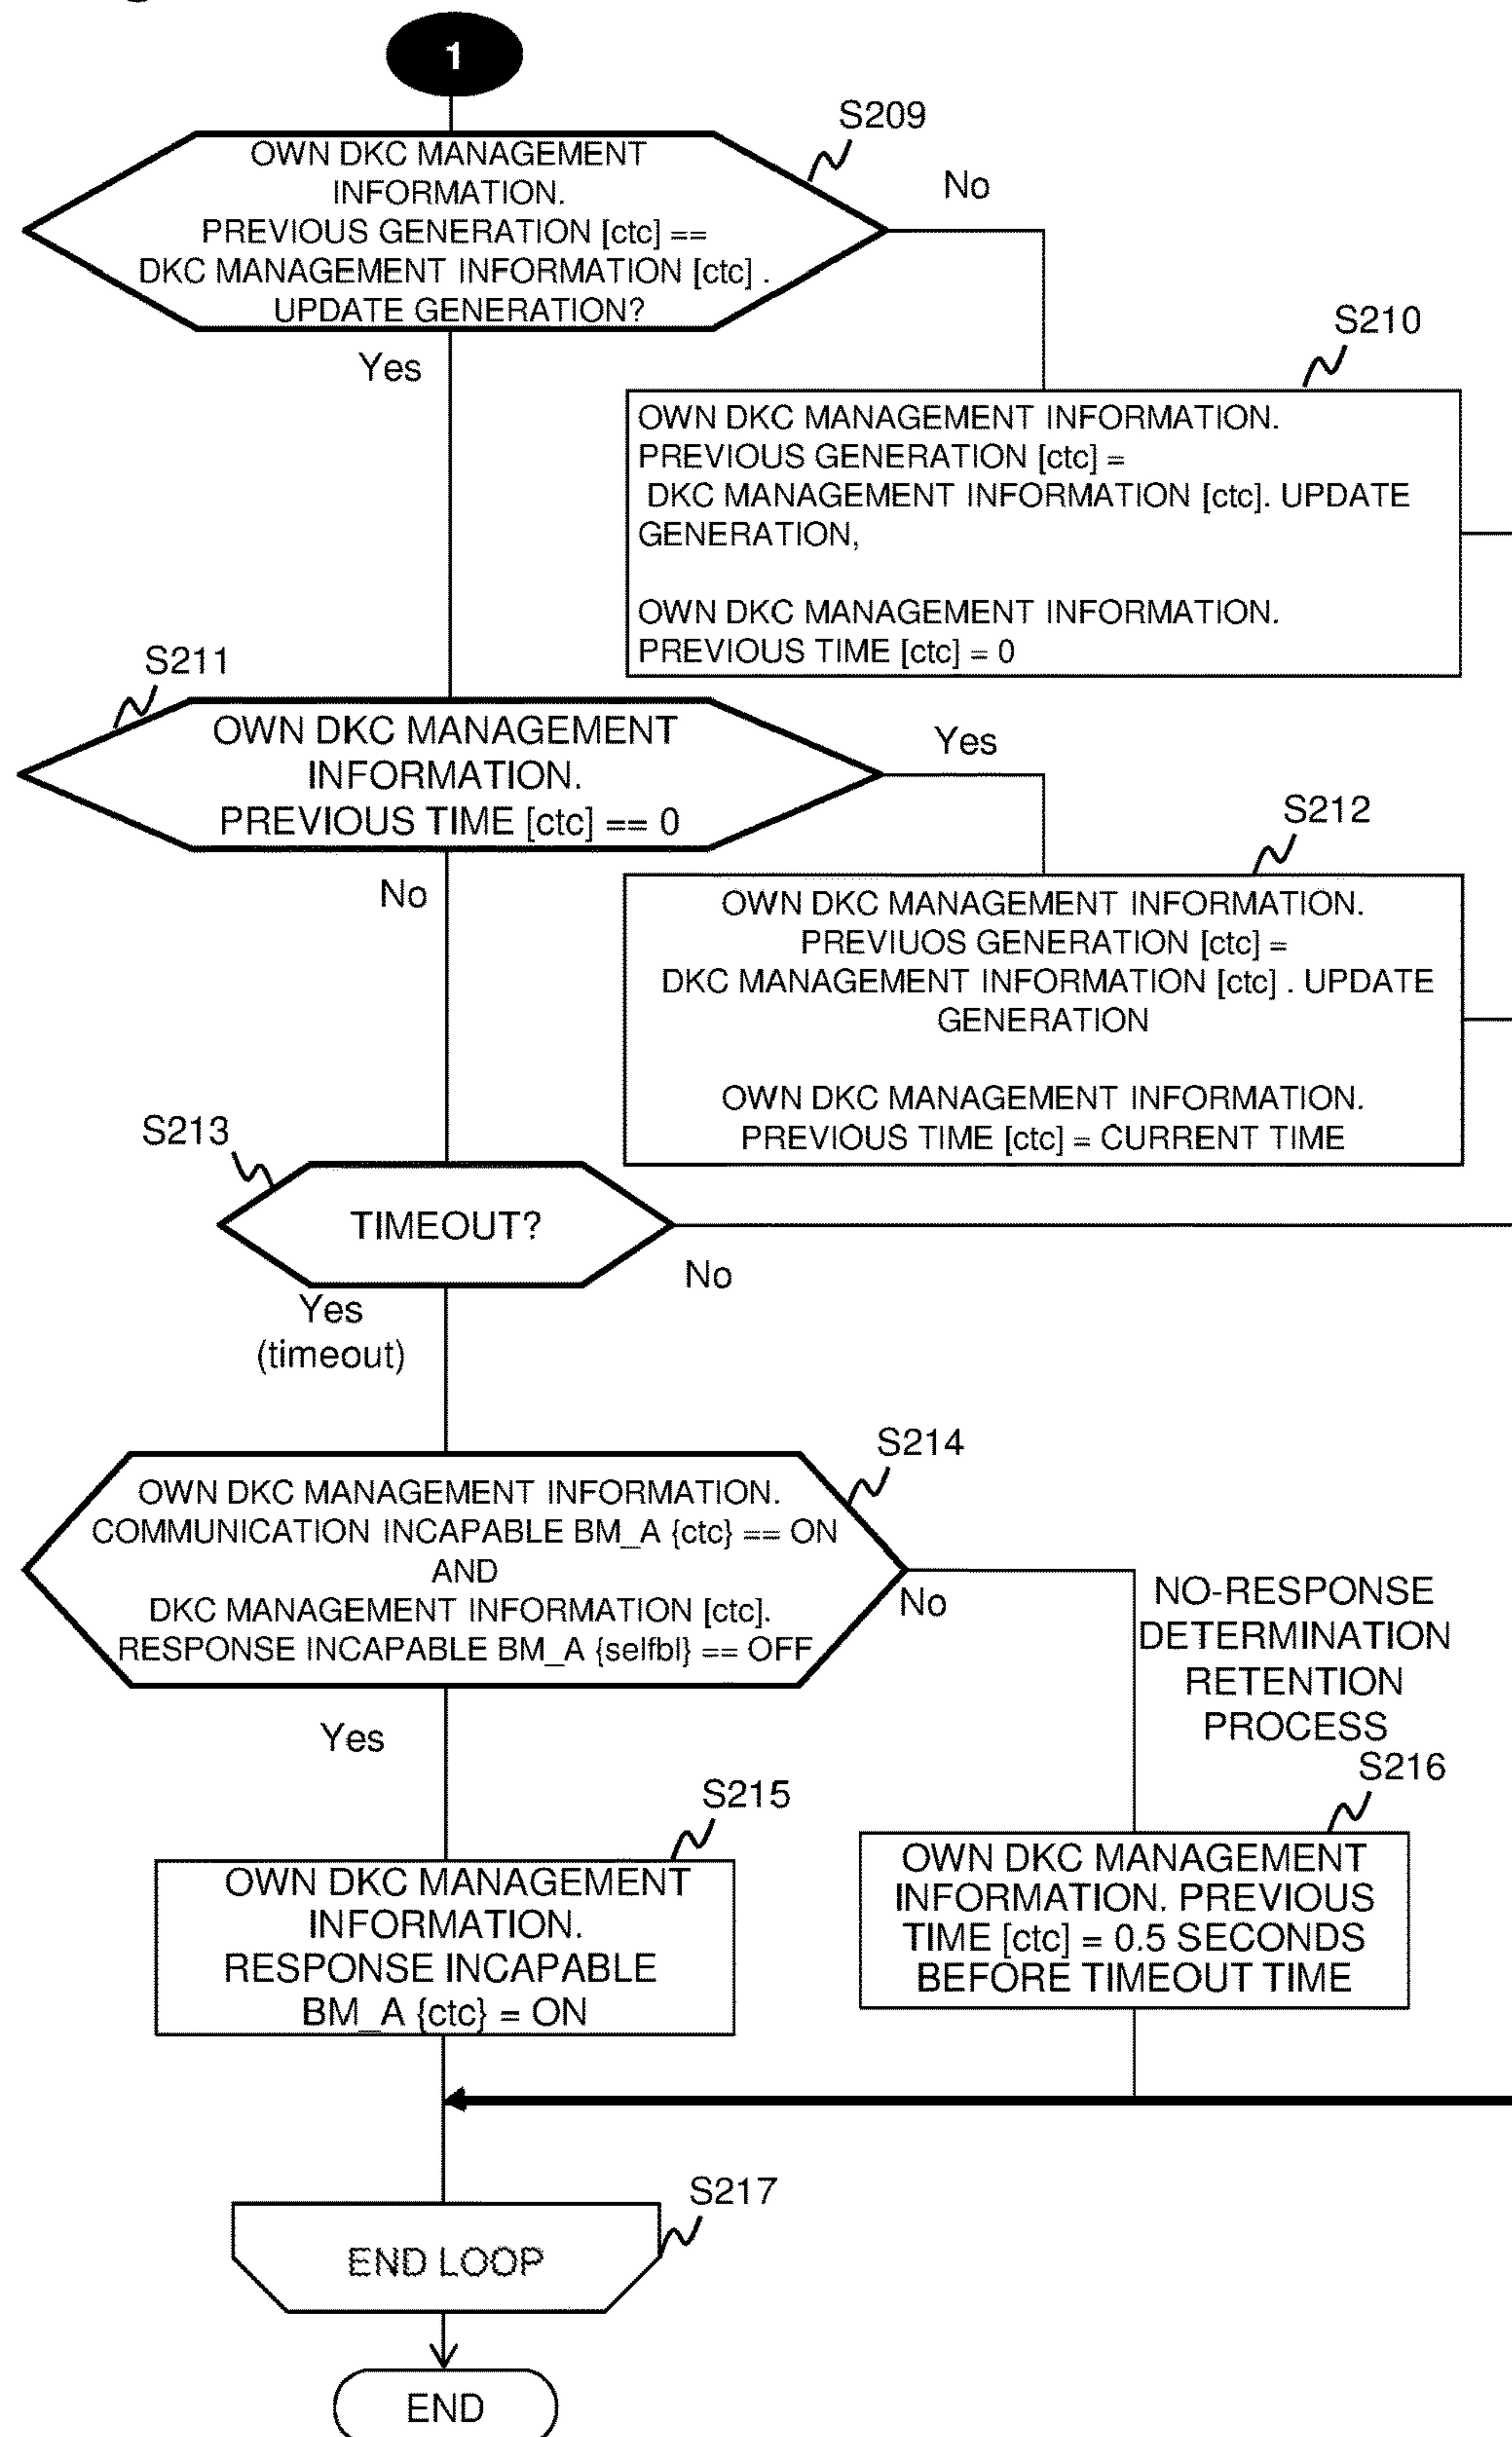 1
S209
OWN DKC MANAGEMENT
INFORMATION.
PREVIOUS GENERATION [ctc] ==
DKC MANAGEMENT INFORMATION [ctc] .
UPDATE GENERATION?
No
Yes
S210
OWN DKC MANAGEMENT INFORMATION.
PREVIOUS GENERATION [ctc] =
DKC MANAGEMENT INFORMATION [ctc]. UPDATE
GENERATION,
OWN DKC MANAGEMENT INFORMATION.
PREVIOUS TIME [ctc] = 0
S211
OWN DKC MANAGEMENT
INFORMATION.
PREVIOUS TIME [ctc] == 0
Yes
No
S212
OWN DKC MANAGEMENT INFORMATION.
PREVIUOS GENERATION [ctc] =
DKC MANAGEMENT INFORMATION [ctc] . UPDATE
GENERATION
OWN DKC MANAGEMENT INFORMATION.
PREVIOUS TIME [ctc] = CURRENT TIME
S213
TIMEOUT?
No
Yes
(timeout)
S214
OWN DKC MANAGEMENT INFORMATION.
COMMUNICATION INCAPABLE BM_A {ctc} == ON
AND
DKC MANAGEMENT INFORMATION [ctc].
RESPONSE INCAPABLE BM_A {selfbl} == OFF
No
Yes
NO-RESPONSE
DETERMINATION
RETENTION
PROCESS
S215
OWN DKC MANAGEMENT
INFORMATION.
RESPONSE INCAPABLE
BM_A {ctc} = ON
S216
OWN DKC MANAGEMENT
INFORMATION. PREVIOUS
TIME [ctc] = 0.5 SECONDS
BEFORE TIMEOUT TIME
S217
END LOOP
END